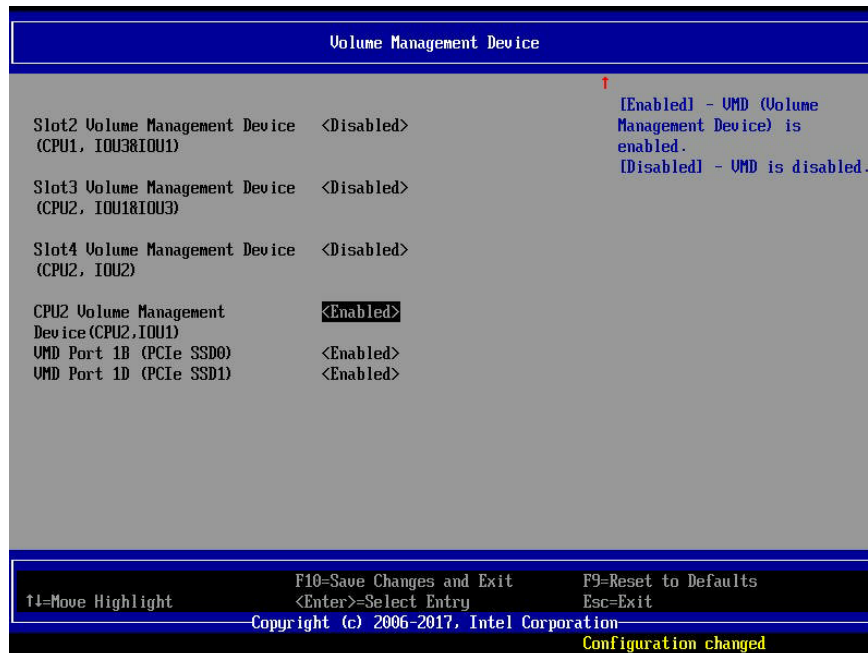 Volume Management Device
↑
[Enabled] - VMD (Volume
Management Device) is
enabled.
[Disabled] - VMD is disabled.
Slot2 Volume Management Device <Disabled>
(CPU1, IOU3&IOU1)
Slot3 Volume Management Device <Disabled>
(CPU2, IOU1&IOU3)
Slot4 Volume Management Device <Disabled>
(CPU2, IOU2)
CPU2 Volume Management <Enabled>
Device(CPU2,IOU1)
VMD Port 1B (PCIe SSD0) <Enabled>
VMD Port 1D (PCIe SSD1) <Enabled>
F10=Save Changes and Exit F9=Reset to Defaults
↑↓=Move Highlight <Enter>=Select Entry Esc=Exit
Copyright (c) 2006-2017, Intel Corporation
Configuration changed